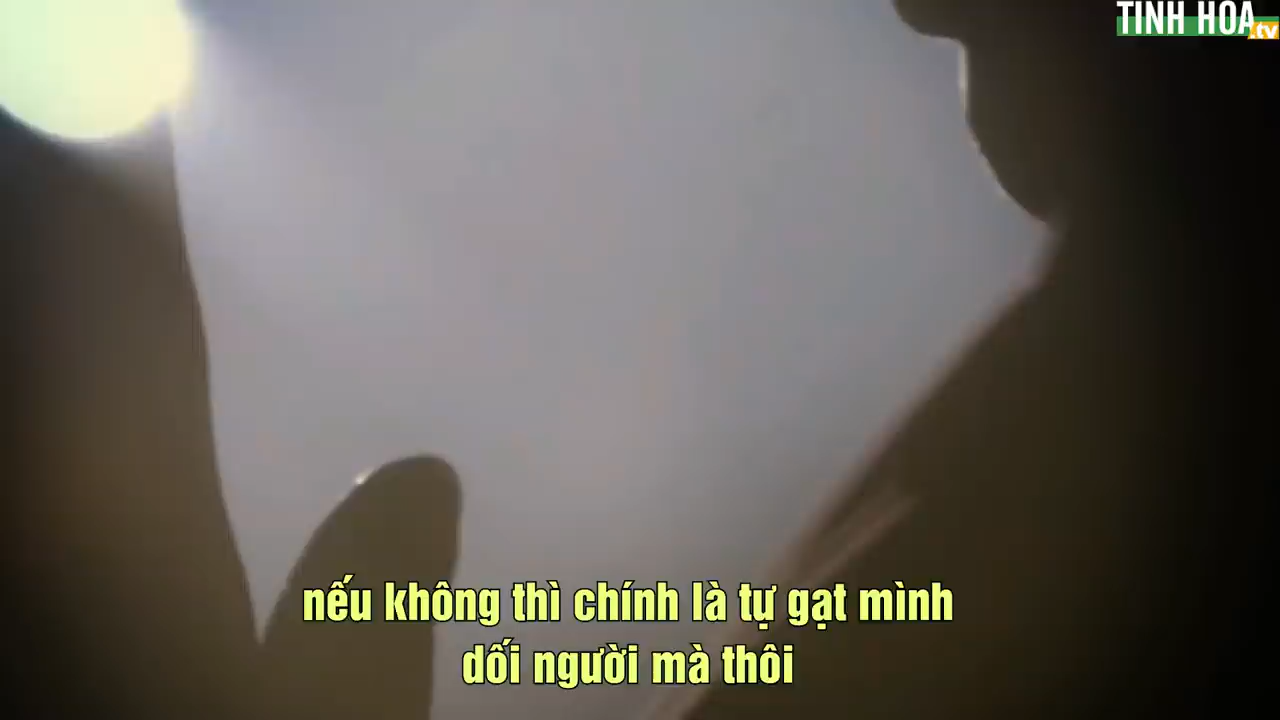 TINH HOA
.tv
nếu không thì chính là tự gạt mình
dối người mà thôi